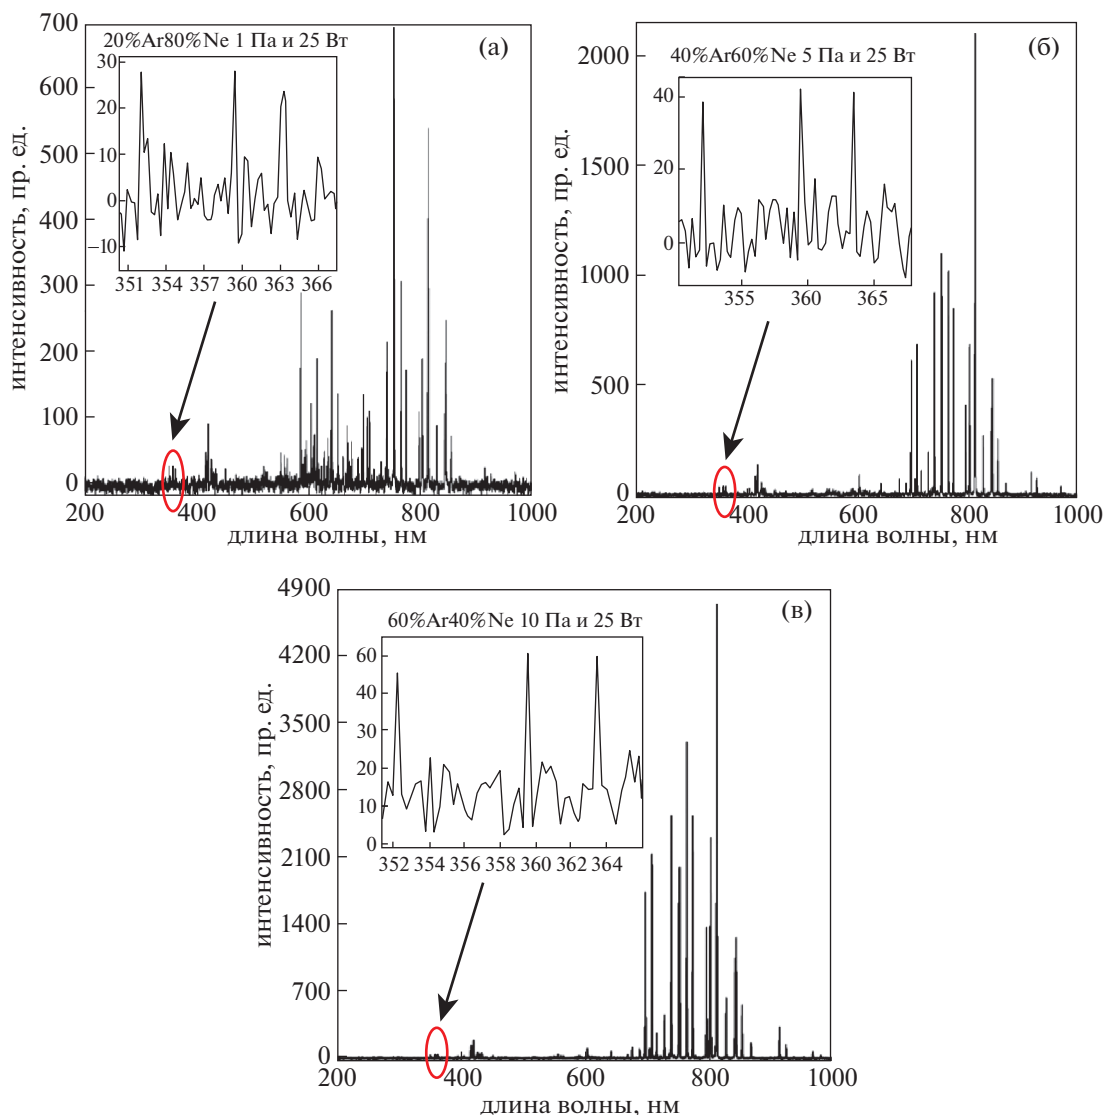 (а)
20%Ar80%Ne 1 Па и 25 Вт
30
20
10
0
−10
351 354 357 360 363 366
700
600
500
400
300
200
100
0
200 400 600 800 1000
интенсивность, пр. ед.
длина волны, нм
(б)
40%Ar60%Ne 5 Па и 25 Вт
40
20
0
355 360 365
2000
1500
1000
500
0
200 400 600 800 1000
интенсивность, пр. ед.
длина волны, нм
(в)
60%Ar40%Ne 10 Па и 25 Вт
60
50
40
30
20
10
0
352 354 356 358 360 362 364
4900
4200
3500
2800
2100
1400
700
0
200 400 600 800 1000
интенсивность, пр. ед.
длина волны, нм